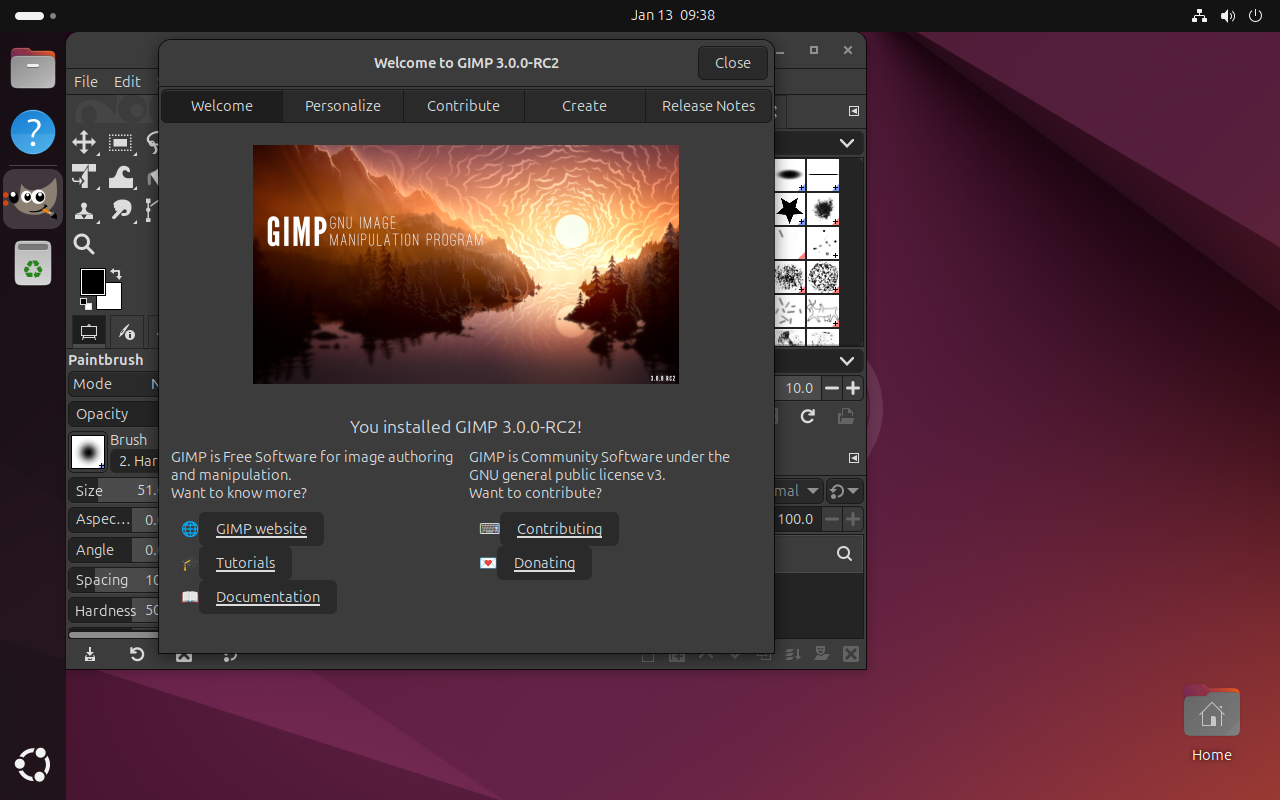 Jan 13 09:38
Welcome to GIMP 3.0.0-RC2
Close
File Edit
Welcome Personalize Contribute Create Release Notes
GIMP GNU IMAGE
MANIPULATION PROGRAM
3.0.0 RC2
You installed GIMP 3.0.0-RC2!
GIMP is Free Software for image authoring
and manipulation.
Want to know more?
GIMP website
Tutorials
Documentation
GIMP is Community Software under the
GNU general public license v3.
Want to contribute?
Contributing
Donating
Paintbrush
Mode
Opacity
Brush
2. Har
Size 51.
Aspec... 0.
Angle 0.
Spacing 10
Hardness 50
10.0
mal
100.0
Home